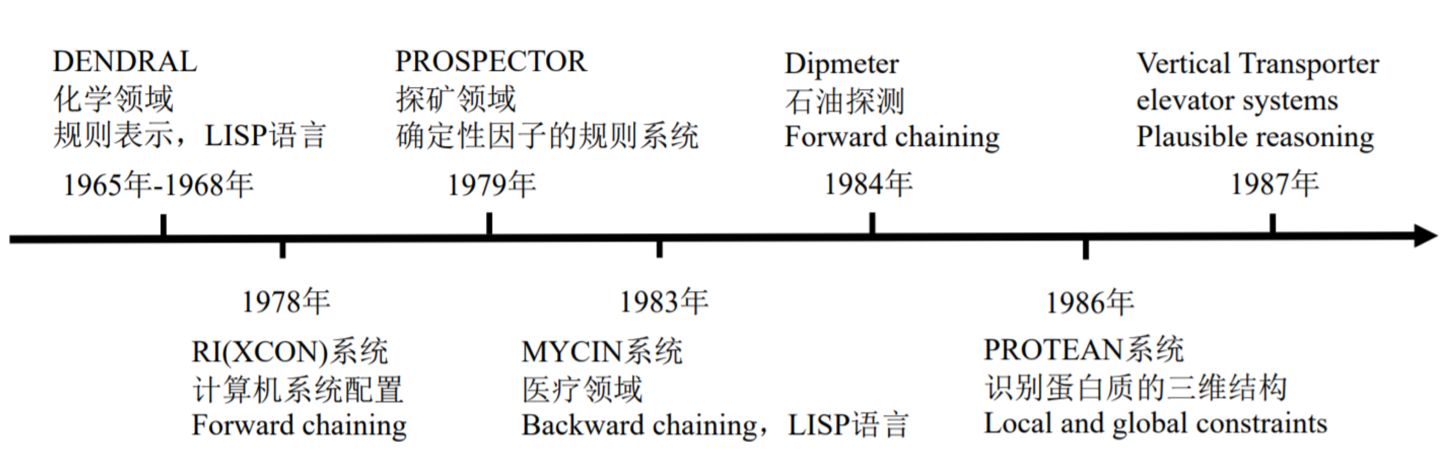 DENDRAL
化学领域
规则表示，LISP语言
1965年-1968年
PROSPECTOR
探矿领域
确定性因子的规则系统
1979年
Dipmeter
石油探测
Forward chaining
1984年
Vertical Transporter
elevator systems
Plausible reasoning
1987年
1978年
RI(XCON)系统
计算机系统配置
Forward chaining
1983年
MYCIN系统
医疗领域
Backward chaining，LISP语言
1986年
PROTEAN系统
识别蛋白质的三维结构
Local and global constraints